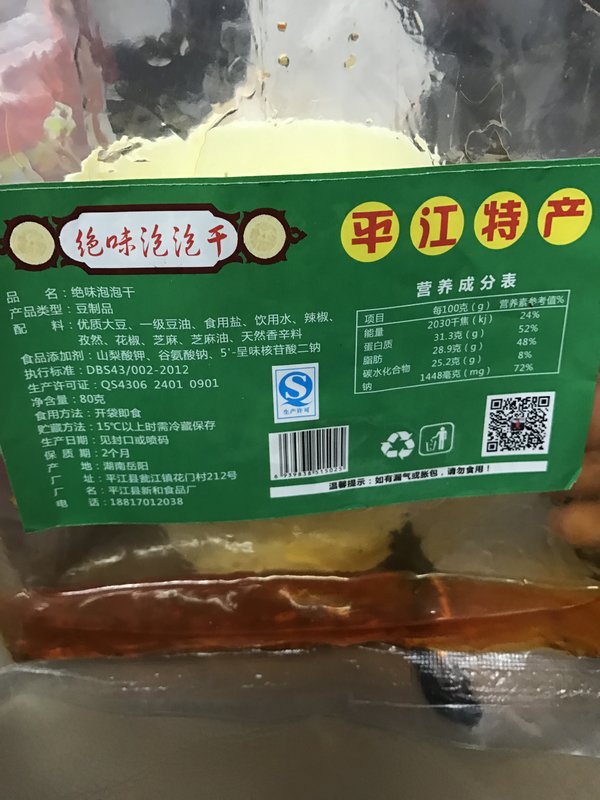 绝味泡泡干
平江特产
品 名：绝味泡泡干
产品类型：豆制品
配 料：优质大豆、一级豆油、食用盐、饮用水、辣椒、
孜然、花椒、芝麻、芝麻油、天然香辛料
食品添加剂：山梨酸钾、谷氨酸钠、5'-呈味核苷酸二钠
执行标准：DBS43/002-2012
生产许可证：QS4306 2401 0901
净含量：80克
食用方法：开袋即食
贮藏方法：15℃以上时需冷藏保存
生产日期：见封口或喷码
保 质 期：2个月
产 地：湖南岳阳
厂 址：平江县瓮江镇花门村212号
厂 名：平江县新和食品厂
电 话：18817012038
营养成分表
项目 每100克（g） 营养素参考值%
能量 2030千焦（kj） 24%
蛋白质 31.3克（g） 52%
脂肪 28.9克（g） 48%
碳水化合物 25.2克（g） 8%
钠 1448毫克（mg） 72%
生产许可
6 939838 515025
温馨提示：如有漏气或胀包，请勿食用！